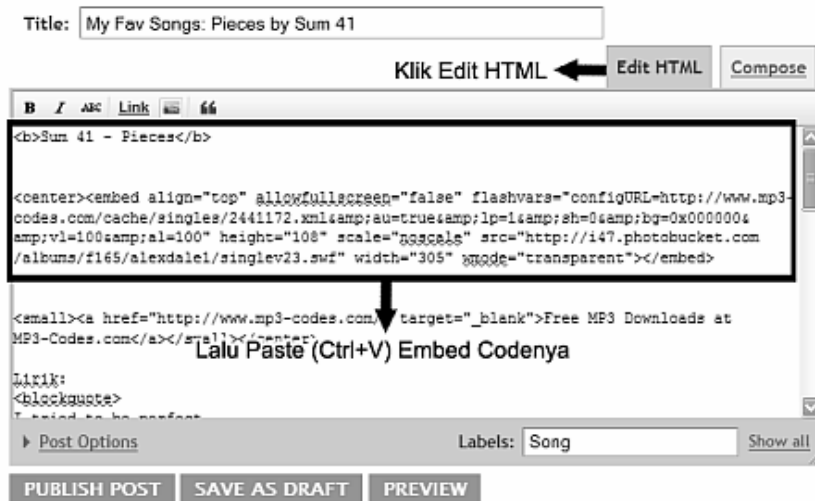 Title: My Fav Songs: Pieces by Sum 41
Klik Edit HTML Edit HTML Compose
B I ABC Link
<b>Sum 41 - Pieces</b>
<center><embed align="top" allowfullscreen="false" flashvars="configURL=http://www.mp3-
codes.com/cache/singles/2441172.xml&amp;au=true&amp;lp=1&amp;sh=0&amp;bg=0x000000&
amp;vl=100&amp;al=100" height="108" scale="noscale" src="http://i47.photobucket.com
/albums/f165/alexdale1/singlev23.swf" width="305" wmode="transparent"></embed>
<small><a href="http://www.mp3-codes.com/ target="_blank">Free MP3 Downloads at
MP3-Codes.com</a></small></center>
Lalu Paste (Ctrl+V) Embed Codenya
Lirik:
<blockquote>
I tried to be perfect
Post Options Labels: Song Show all
PUBLISH POST SAVE AS DRAFT PREVIEW